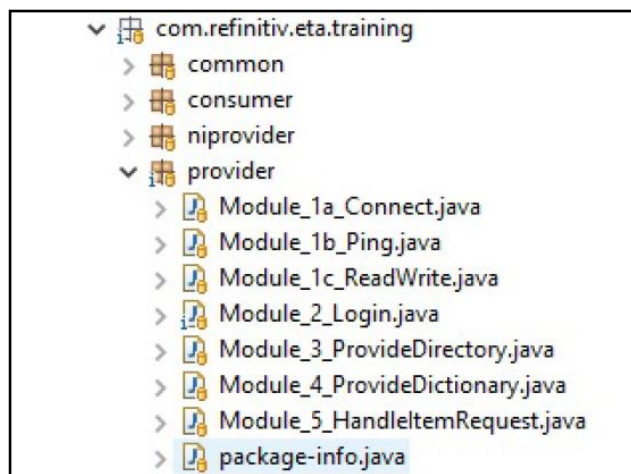 com.refinitiv.eta.training
common
consumer
niprovider
provider
Module_1a_Connect.java
Module_1b_Ping.java
Module_1c_ReadWrite.java
Module_2_Login.java
Module_3_ProvideDirectory.java
Module_4_ProvideDictionary.java
Module_5_HandleItemRequest.java
package-info.java